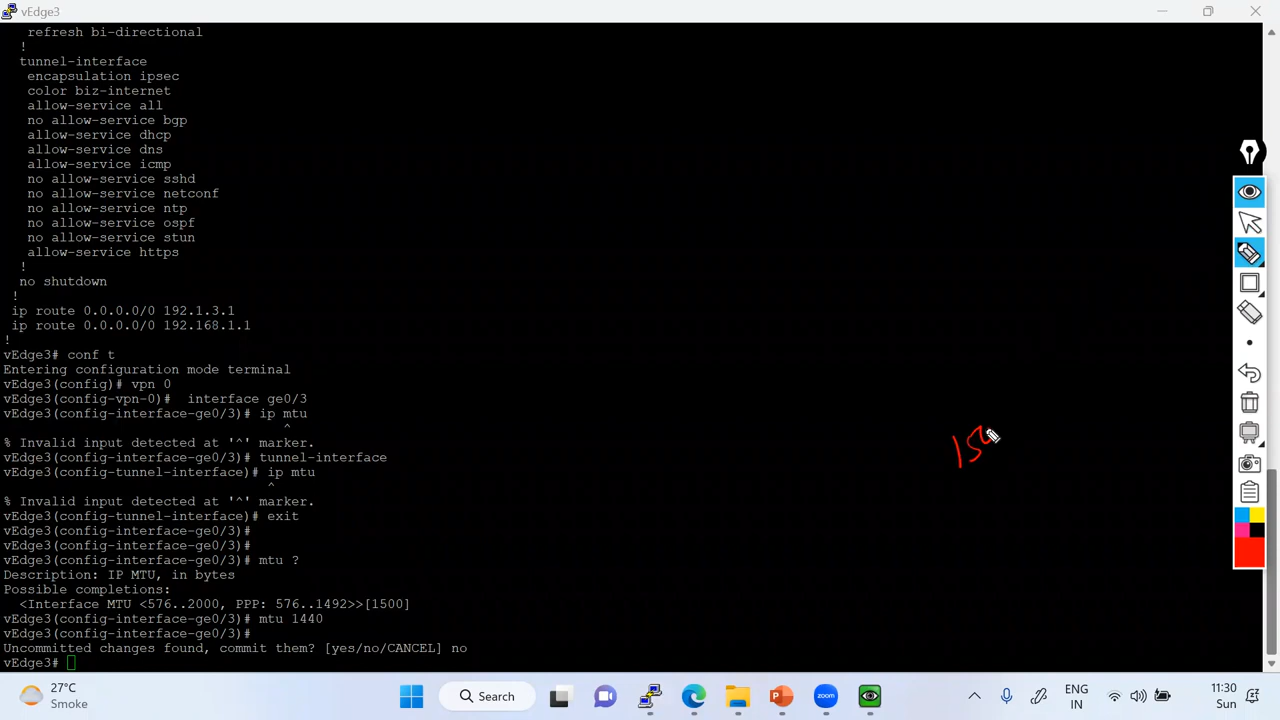 vEdge3
refresh bi-directional
!
tunnel-interface
encapsulation ipsec
color biz-internet
allow-service all
no allow-service bgp
allow-service dhcp
allow-service dns
allow-service icmp
no allow-service sshd
no allow-service netconf
no allow-service ntp
no allow-service ospf
no allow-service stun
allow-service https
!
no shutdown
!
ip route 0.0.0.0/0 192.1.3.1
ip route 0.0.0.0/0 192.168.1.1
!
vEdge3# conf t
Entering configuration mode terminal
vEdge3(config)# vpn 0
vEdge3(config-vpn-0)#  interface ge0/3
vEdge3(config-interface-ge0/3)# ip mtu
^
% Invalid input detected at '^' marker.
vEdge3(config-interface-ge0/3)# tunnel-interface
vEdge3(config-tunnel-interface)# ip mtu
^
% Invalid input detected at '^' marker.
vEdge3(config-tunnel-interface)# exit
vEdge3(config-interface-ge0/3)#
vEdge3(config-interface-ge0/3)#
vEdge3(config-interface-ge0/3)# mtu ?
Description: IP MTU, in bytes
Possible completions:
<Interface MTU <576..2000, PPP: 576..1492>>[1500]
vEdge3(config-interface-ge0/3)# mtu 1440
vEdge3(config-interface-ge0/3)#
Uncommitted changes found, commit them? [yes/no/CANCEL] no
vEdge3#
27°C
Smoke
Search
zoom
ENG
IN
11:30
Sun